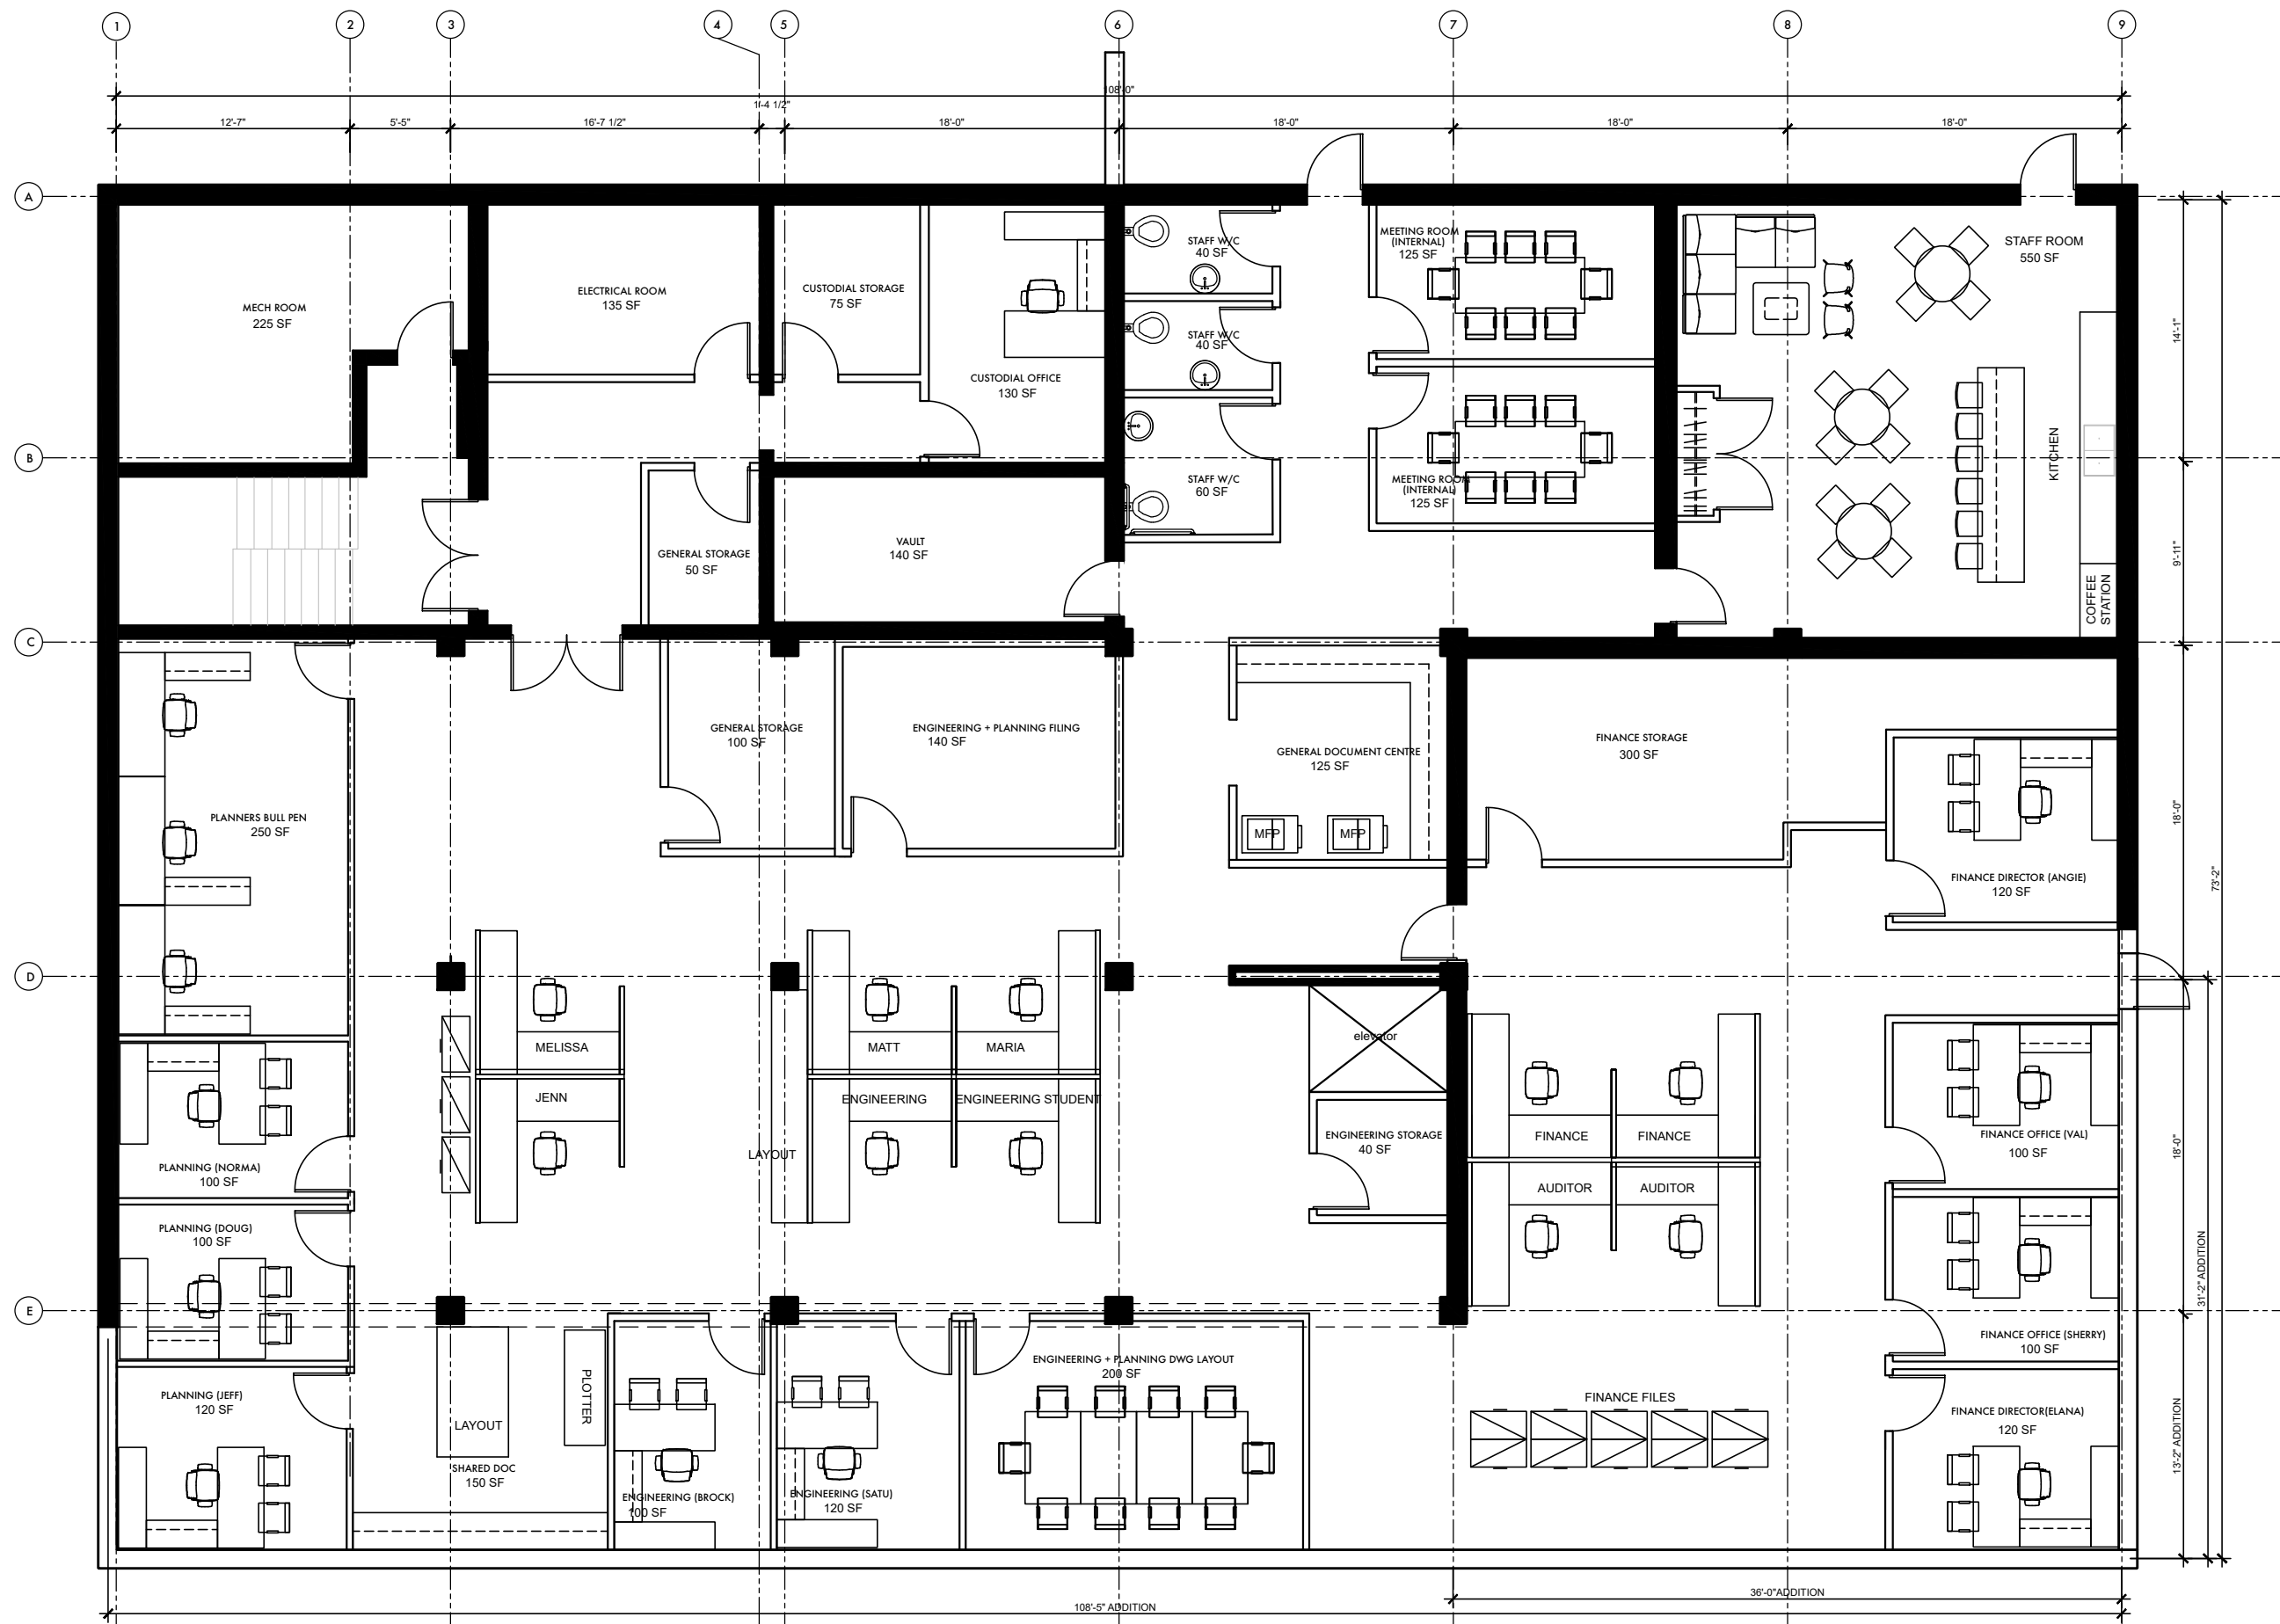 1
2
3
4
5
6
7
8
9
108'-0"
1'-4 1/2"
12'-7"
5'-5"
16'-7 1/2"
18'-0"
18'-0"
18'-0"
18'-0"
A
B
C
D
E
MECH ROOM
225 SF
ELECTRICAL ROOM
135 SF
CUSTODIAL STORAGE
75 SF
CUSTODIAL OFFICE
130 SF
STAFF W/C
40 SF
STAFF W/C
40 SF
STAFF W/C
60 SF
MEETING ROOM
(INTERNAL)
125 SF
MEETING ROOM
(INTERNAL)
125 SF
STAFF ROOM
550 SF
KITCHEN
COFFEE
STATION
14'-1"
9'-11"
GENERAL STORAGE
50 SF
VAULT
140 SF
GENERAL STORAGE
100 SF
ENGINEERING + PLANNING FILING
140 SF
GENERAL DOCUMENT CENTRE
125 SF
MFP
MFP
FINANCE STORAGE
300 SF
FINANCE DIRECTOR (ANGIE)
120 SF
18'-0"
73'-2"
PLANNERS BULL PEN
250 SF
MELISSA
JENN
LAYOUT
MATT
MARIA
ENGINEERING
ENGINEERING STUDENT
elevator
ENGINEERING STORAGE
40 SF
FINANCE
FINANCE
AUDITOR
AUDITOR
FINANCE OFFICE (VAL)
100 SF
18'-0"
31'-2" ADDITION
PLANNING (NORMA)
100 SF
PLANNING (DOUG)
100 SF
PLANNING (JEFF)
120 SF
LAYOUT
PLOTTER
SHARED DOC
150 SF
ENGINEERING (BROCK)
100 SF
ENGINEERING (SATU)
120 SF
ENGINEERING + PLANNING DWG LAYOUT
200 SF
FINANCE FILES
FINANCE OFFICE (SHERRY)
100 SF
FINANCE DIRECTOR(ELANA)
120 SF
13'-2" ADDITION
36'-0"ADDITION
108'-5" ADDITION